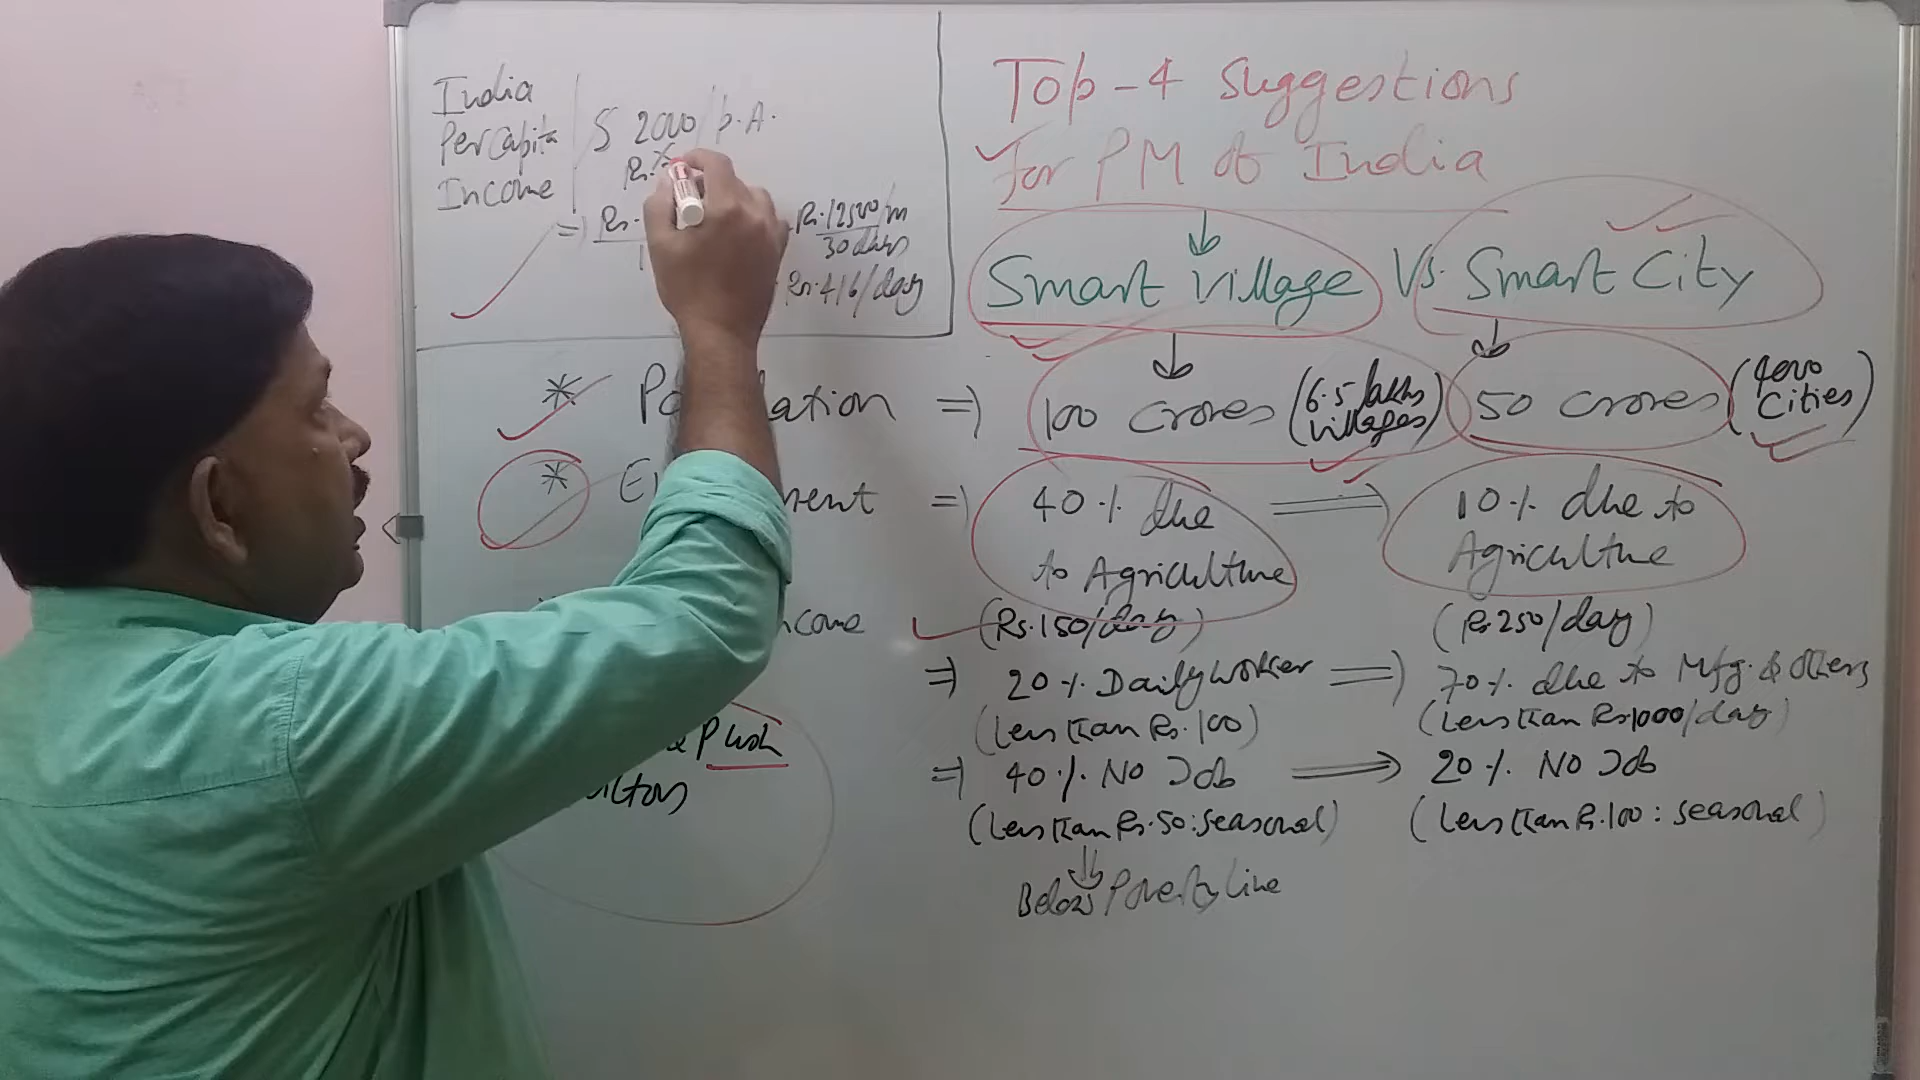 India
Per Capita
Income
$ 2000 / p.A.
Rs.
=) Rs.
Rs.12500/m
30 days
Rs.416/day
Top-4 Suggestions
for PM of India
Smart Village Vs. Smart City
* =) 100 Crores (6.5 lakhs villages) 50 Crores (4000 Cities)
* =) 40% due to Agriculture =) 10% due to Agriculture
(Rs.150/day) (Rs.250/day)
=) 20% Daily worker =) 70% due to Mfg. & others
(Less than Rs.100) (Less than Rs.1000/day)
Push
=) 40% No Job => 20% No Job
(Less than Rs.50: seasonal) (Less than Rs.100: seasonal)
Below Poverty Line